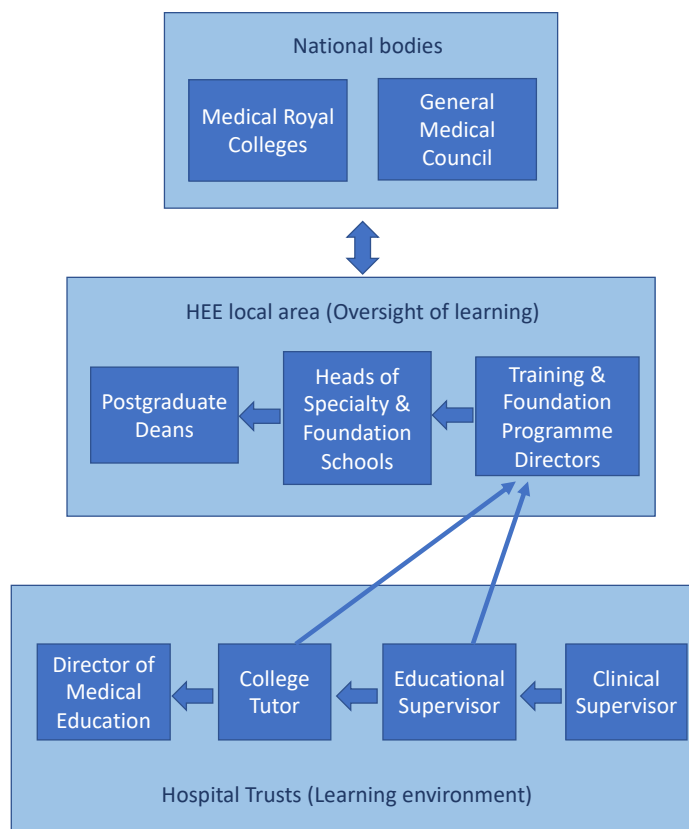 National bodies
Medical Royal
Colleges
General
Medical
Council
HEE local area (Oversight of learning)
Postgraduate
Deans
Heads of
Specialty &
Foundation
Schools
Training &
Foundation
Programme
Directors
Director of
Medical
Education
College
Tutor
Educational
Supervisor
Clinical
Supervisor
Hospital Trusts (Learning environment)